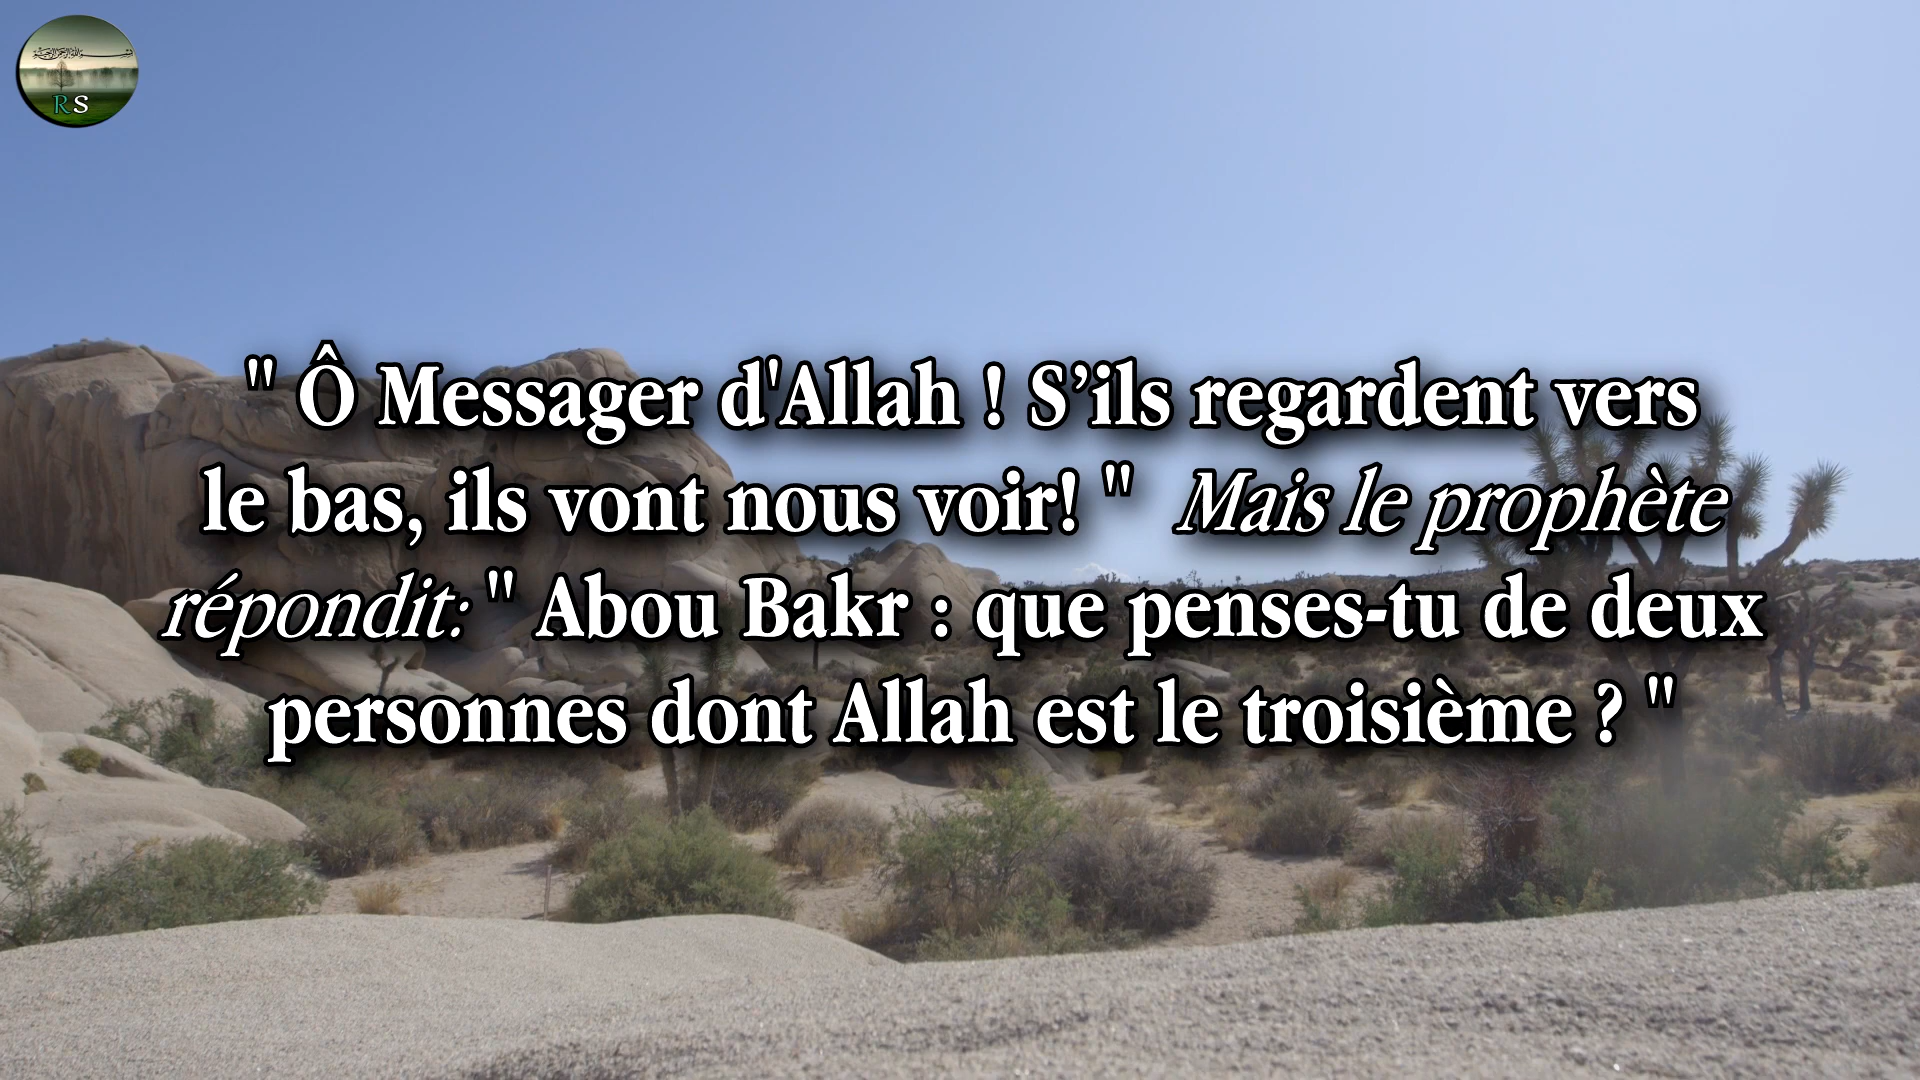 RS
" Ô Messager d'Allah ! S’ils regardent vers
le bas, ils vont nous voir! " Mais le prophète
répondit: " Abou Bakr : que penses-tu de deux
personnes dont Allah est le troisième ? "